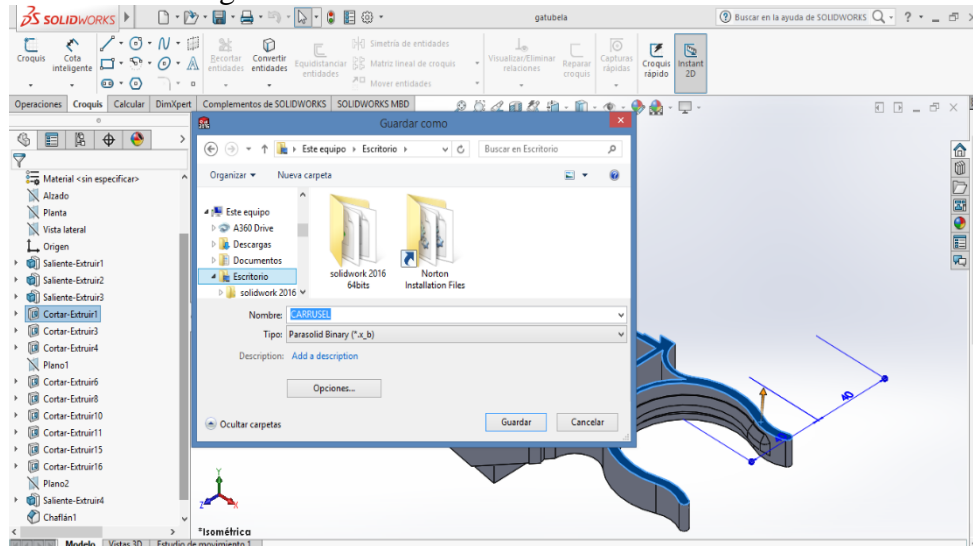 SOLIDWORKS
gatubela
Buscar en la ayuda de SOLIDWORKS
Croquis
Cota inteligente
Recortar entidades
Convertir entidades
Equidistanciar entidades
Simetría de entidades
Matriz lineal de croquis
Mover entidades
Visualizar/Eliminar relaciones
Reparar croquis
Capturas rápidas
Croquis rápido
Instant 2D
Operaciones
Croquis
Calcular
DimXpert
Complementos de SOLIDWORKS
SOLIDWORKS MBD
Material <sin especificar>
Alzado
Planta
Vista lateral
Origen
Saliente-Extruir1
Saliente-Extruir2
Saliente-Extruir3
Cortar-Extruir1
Cortar-Extruir3
Cortar-Extruir4
Plano1
Cortar-Extruir6
Cortar-Extruir8
Cortar-Extruir10
Cortar-Extruir11
Cortar-Extruir15
Cortar-Extruir16
Plano2
Saliente-Extruir4
Chaflán1
Guardar como
Este equipo
Escritorio
Buscar en Escritorio
Organizar
Nueva carpeta
Este equipo
A360 Drive
Descargas
Documentos
Escritorio
solidwork 2016
solidwork 2016 64bits
Norton Installation Files
Nombre: CARRUSEL
Tipo: Parasolid Binary (*.x_b)
Description: Add a description
Opciones...
Ocultar carpetas
Guardar
Cancelar
40
Y
Z
X
*Isométrica
Modelo
Vistas 3D
Estudio de movimiento 1